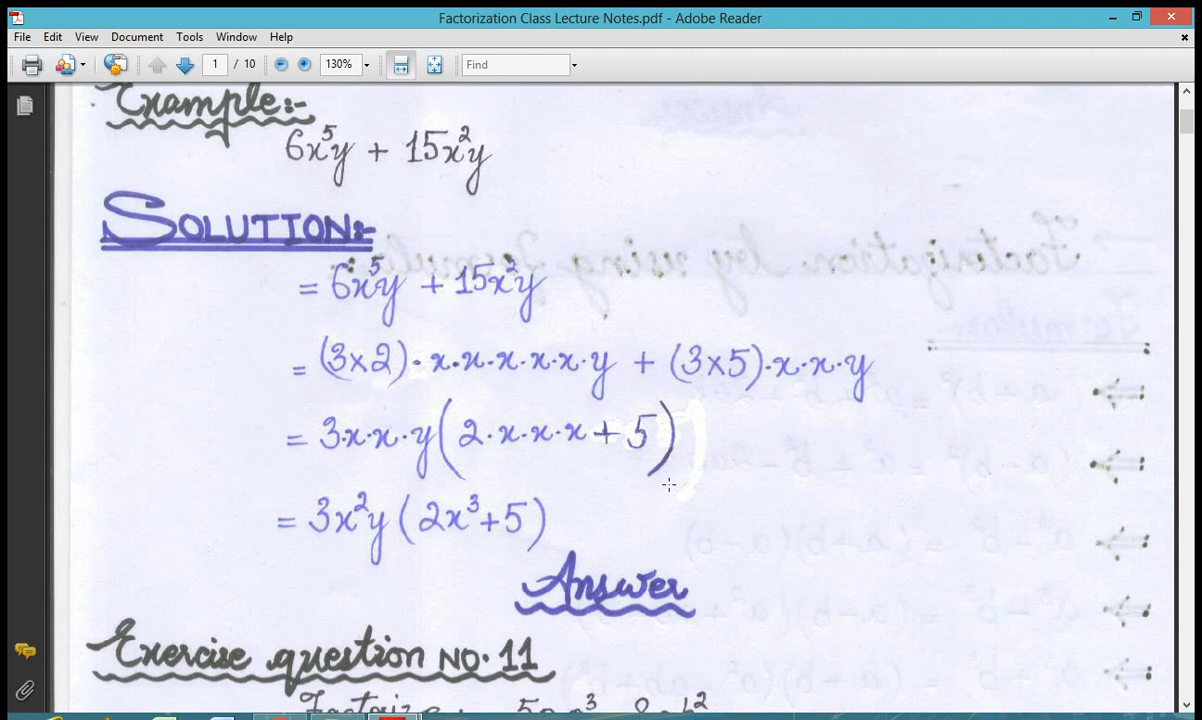 Factorization Class Lecture Notes.pdf - Adobe Reader
File Edit View Document Tools Window Help
1 / 10 130% Find
Example:-
6x⁵y + 15x²y
SOLUTION:-
= 6x⁵y + 15x²y
= (3×2)·x·x·x·x·x·y + (3×5)·x·x·y
= 3·x·x·y(2·x·x·x+5)
= 3x²y(2x³+5)
Answer
Exercise question NO.11